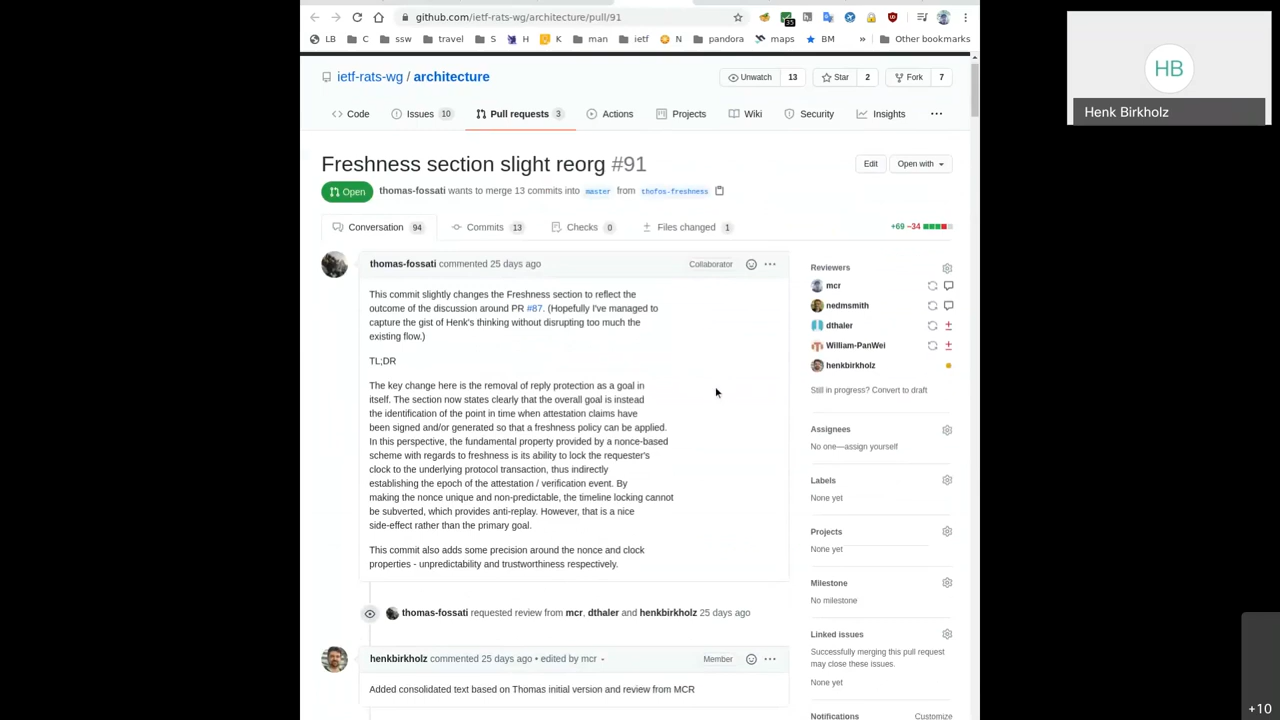 github.com/ietf-rats-wg/architecture/pull/91
35
LB C ssw travel S H K man ietf N pandora maps BM » Other bookmarks
ietf-rats-wg / architecture
Unwatch 13 Star 2 Fork 7
Code Issues 10 Pull requests 3 Actions Projects Wiki Security Insights
Freshness section slight reorg #91
Edit Open with
Open thomas-fossati wants to merge 13 commits into master from thofos-freshness
Conversation 94 Commits 13 Checks 0 Files changed 1 +69 −34
thomas-fossati commented 25 days ago Collaborator
This commit slightly changes the Freshness section to reflect the
outcome of the discussion around PR #87. (Hopefully I've managed to
capture the gist of Henk's thinking without disrupting too much the
existing flow.)
TL;DR
The key change here is the removal of reply protection as a goal in
itself. The section now states clearly that the overall goal is instead
the identification of the point in time when attestation claims have
been signed and/or generated so that a freshness policy can be applied.
In this perspective, the fundamental property provided by a nonce-based
scheme with regards to freshness is its ability to lock the requester's
clock to the underlying protocol transaction, thus indirectly
establishing the epoch of the attestation / verification event. By
making the nonce unique and non-predictable, the timeline locking cannot
be subverted, which provides anti-replay. However, that is a nice
side-effect rather than the primary goal.
This commit also adds some precision around the nonce and clock
properties - unpredictability and trustworthiness respectively.
thomas-fossati requested review from mcr, dthaler and henkbirkholz 25 days ago
henkbirkholz commented 25 days ago • edited by mcr Member
Added consolidated text based on Thomas initial version and review from MCR
Reviewers
mcr
nedmsmith
dthaler
William-PanWei
henkbirkholz
Still in progress? Convert to draft
Assignees
No one—assign yourself
Labels
None yet
Projects
None yet
Milestone
No milestone
Linked issues
Successfully merging this pull request
may close these issues.
None yet
Notifications Customize
HB
Henk Birkholz
+10